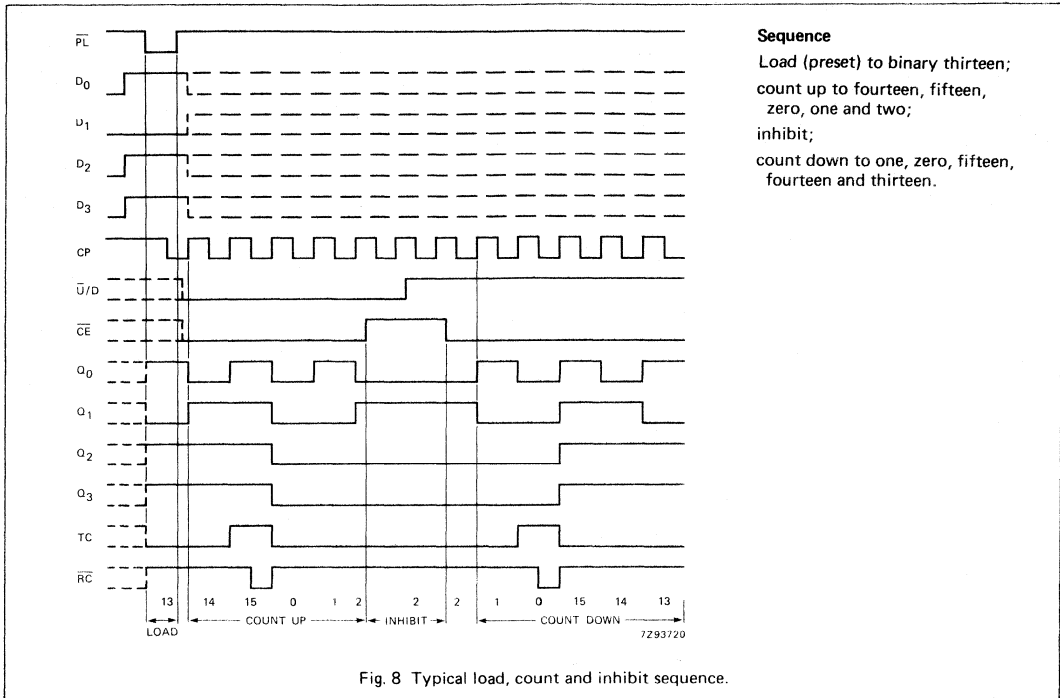 PL
D0
D1
D2
D3
CP
U/D
CE
Q0
Q1
Q2
Q3
TC
RC
13 14 15 0 1 2 2 2 1 0 15 14 13
LOAD COUNT UP INHIBIT COUNT DOWN
7Z93720
Sequence
Load (preset) to binary thirteen;
count up to fourteen, fifteen,
zero, one and two;
inhibit;
count down to one, zero, fifteen,
fourteen and thirteen.
Fig. 8 Typical load, count and inhibit sequence.